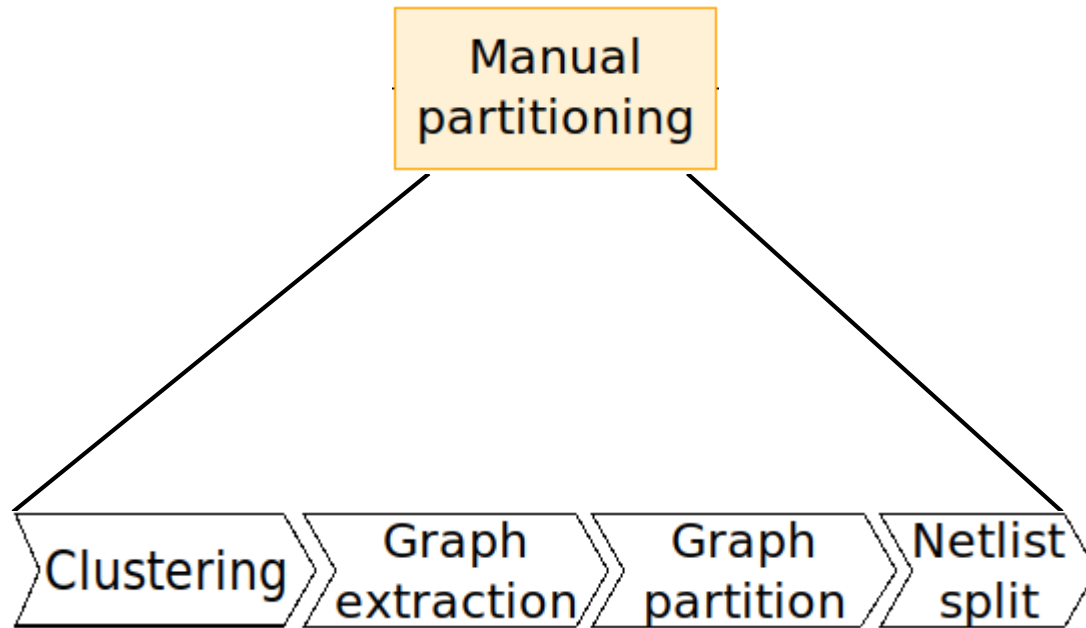 Manual
partitioning
Clustering
Graph
extraction
Graph
partition
Netlist
split